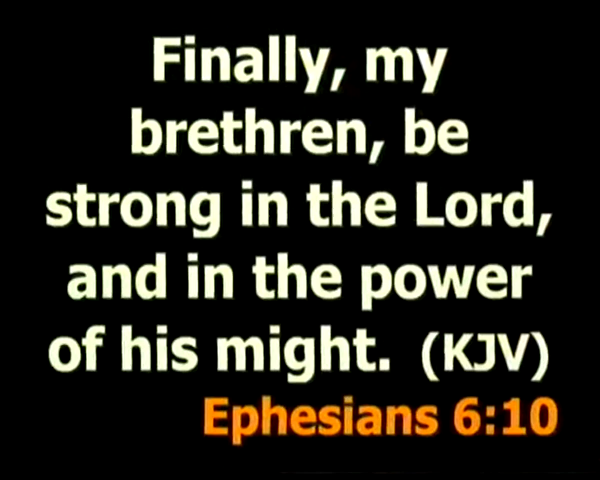 Finally, my
brethren, be
strong in the Lord,
and in the power
of his might. (KJV)
Ephesians 6:10